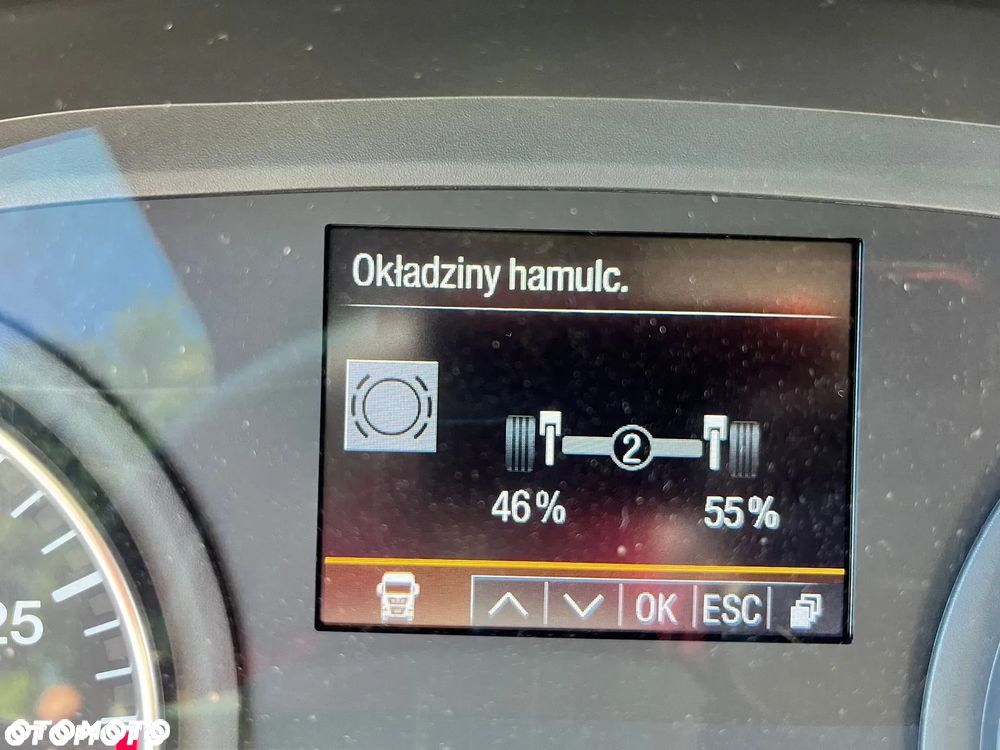 Okładziny hamulc.
2
46% 55%
OK ESC
25
OTOMOTO